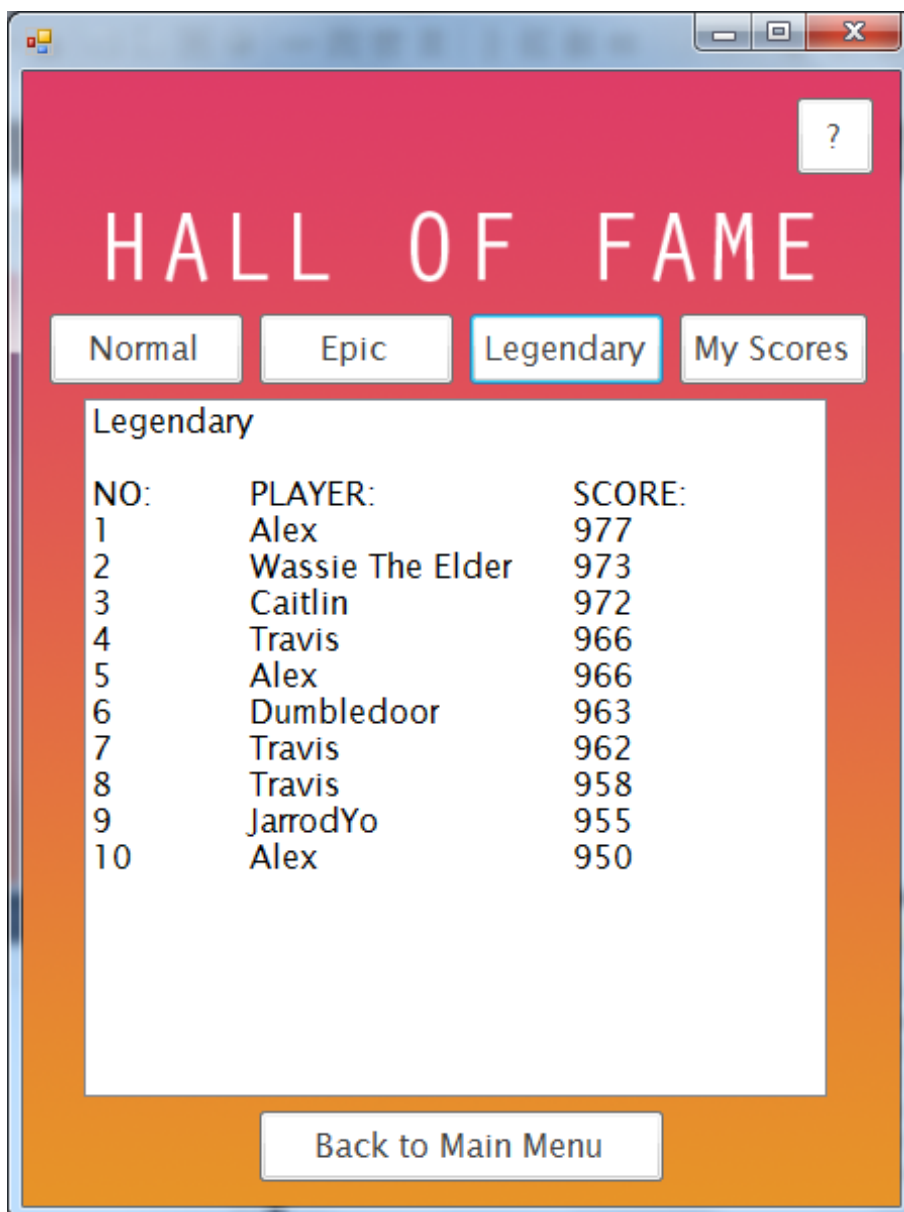 ?
HALL OF FAME
Normal Epic Legendary My Scores
Legendary
NO: PLAYER: SCORE:
1 Alex 977
2 Wassie The Elder 973
3 Caitlin 972
4 Travis 966
5 Alex 966
6 Dumbledoor 963
7 Travis 962
8 Travis 958
9 JarrodYo 955
10 Alex 950
Back to Main Menu